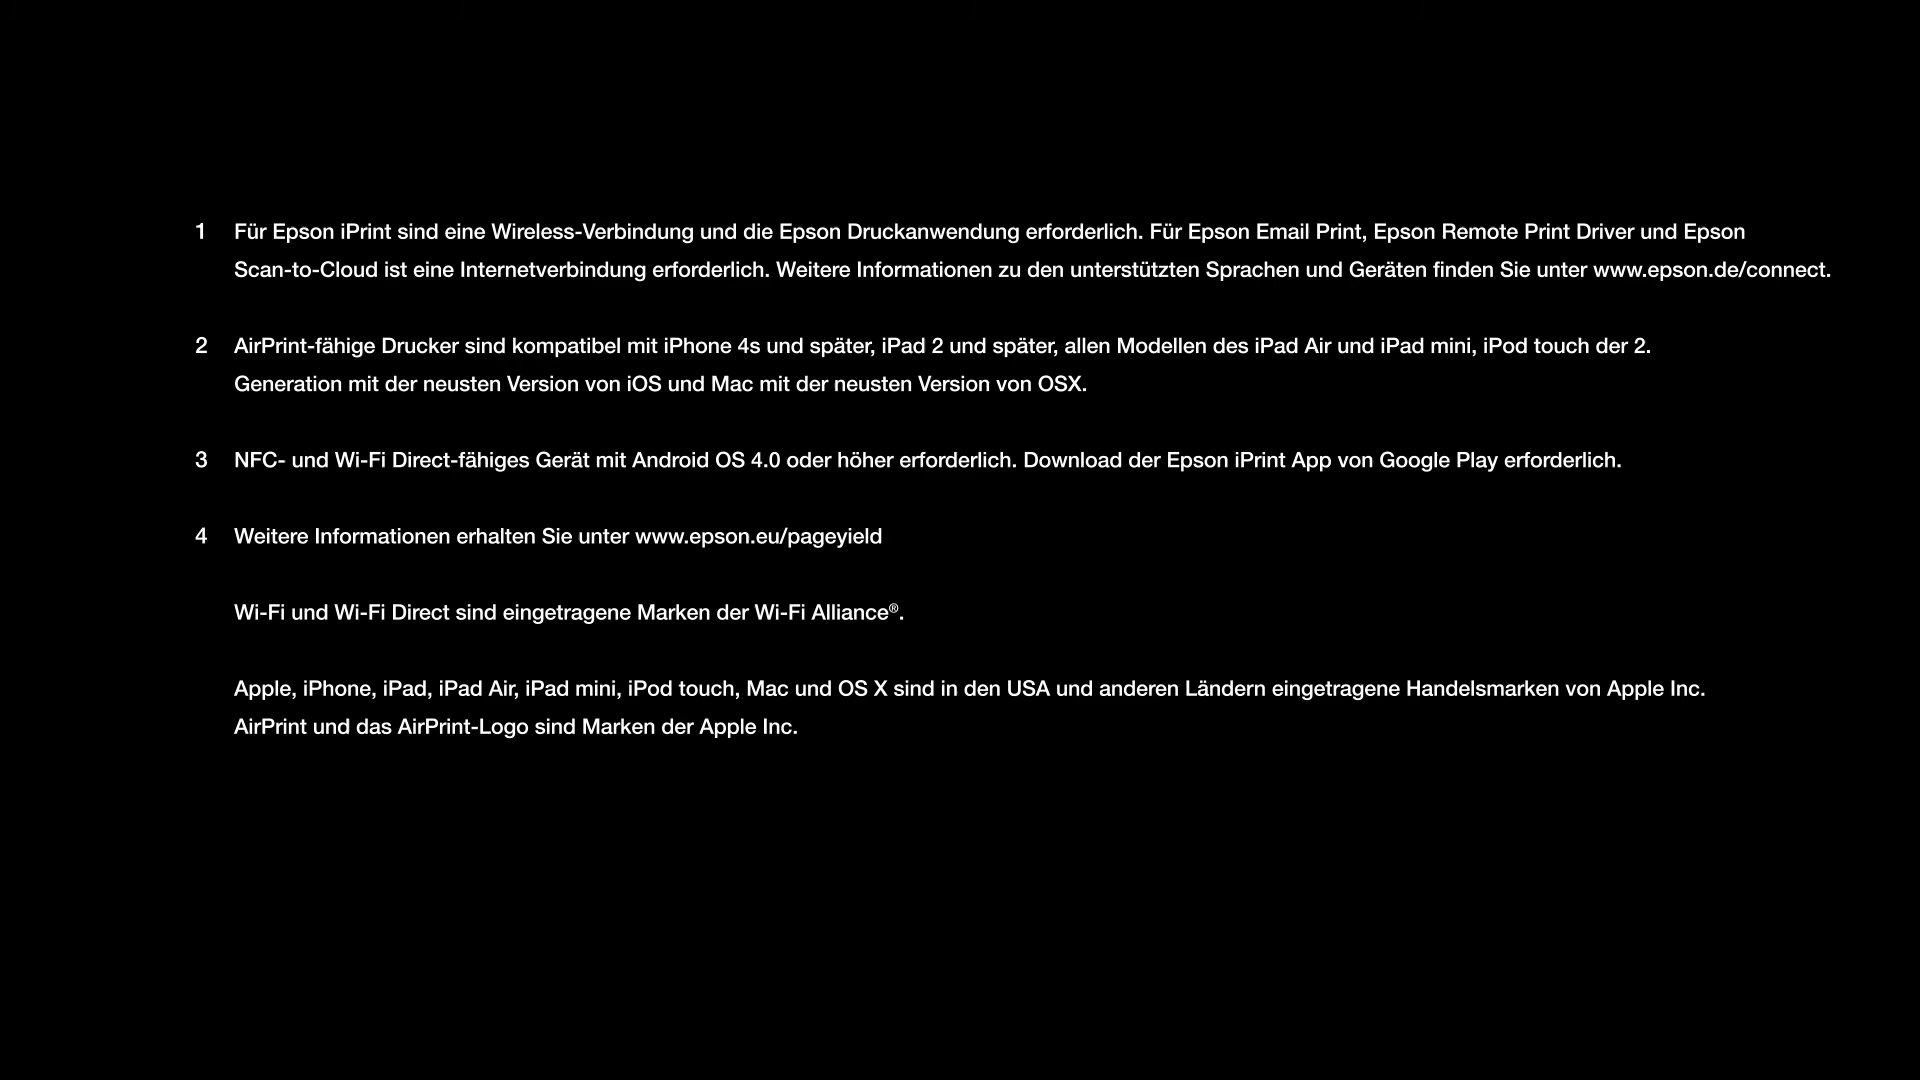 1 Für Epson iPrint sind eine Wireless-Verbindung und die Epson Druckanwendung erforderlich. Für Epson Email Print, Epson Remote Print Driver und Epson
Scan-to-Cloud ist eine Internetverbindung erforderlich. Weitere Informationen zu den unterstützten Sprachen und Geräten finden Sie unter www.epson.de/connect.
2 AirPrint-fähige Drucker sind kompatibel mit iPhone 4s und später, iPad 2 und später, allen Modellen des iPad Air und iPad mini, iPod touch der 2.
Generation mit der neusten Version von iOS und Mac mit der neusten Version von OSX.
3 NFC- und Wi-Fi Direct-fähiges Gerät mit Android OS 4.0 oder höher erforderlich. Download der Epson iPrint App von Google Play erforderlich.
4 Weitere Informationen erhalten Sie unter www.epson.eu/pageyield
Wi-Fi und Wi-Fi Direct sind eingetragene Marken der Wi-Fi Alliance®.
Apple, iPhone, iPad, iPad Air, iPad mini, iPod touch, Mac und OS X sind in den USA und anderen Ländern eingetragene Handelsmarken von Apple Inc.
AirPrint und das AirPrint-Logo sind Marken der Apple Inc.